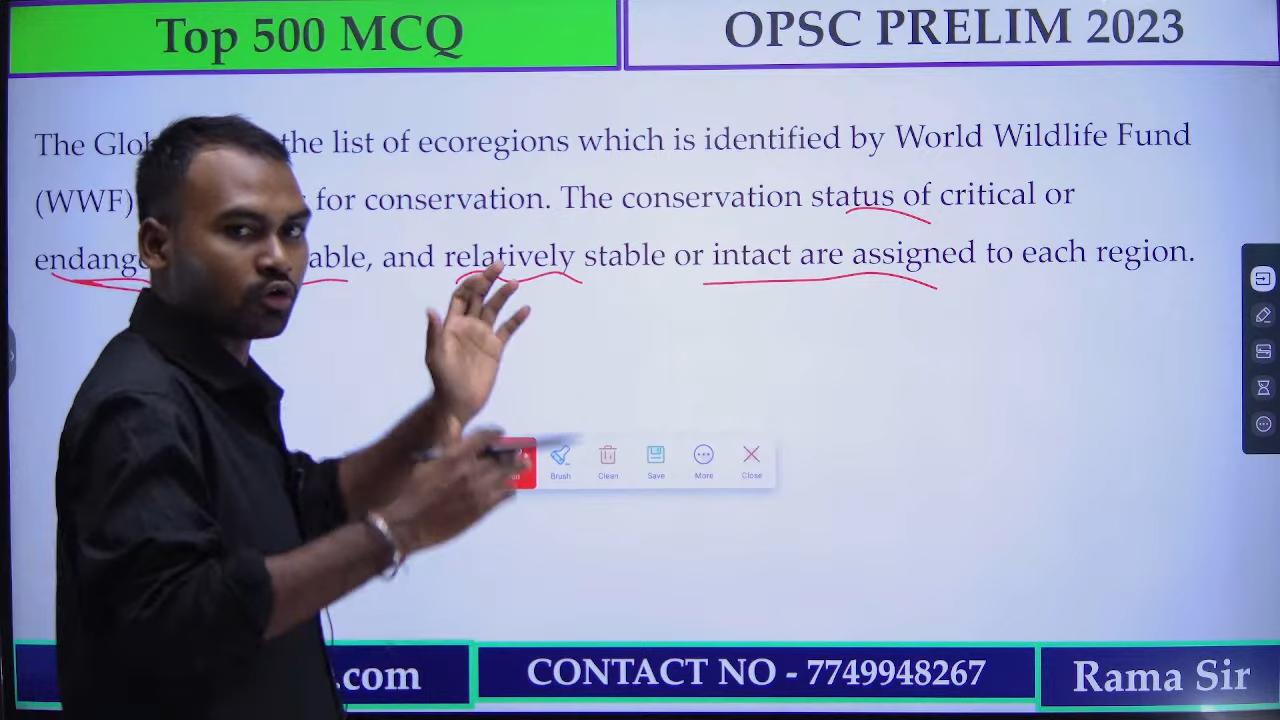 Top 500 MCQ
OPSC PRELIM 2023
The Glob the list of ecoregions which is identified by World Wildlife Fund
(WWF) for conservation. The conservation status of critical or
endang able, and relatively stable or intact are assigned to each region.
Brush
Clean
Save
More
Close
.com
CONTACT NO - 7749948267
Rama Sir